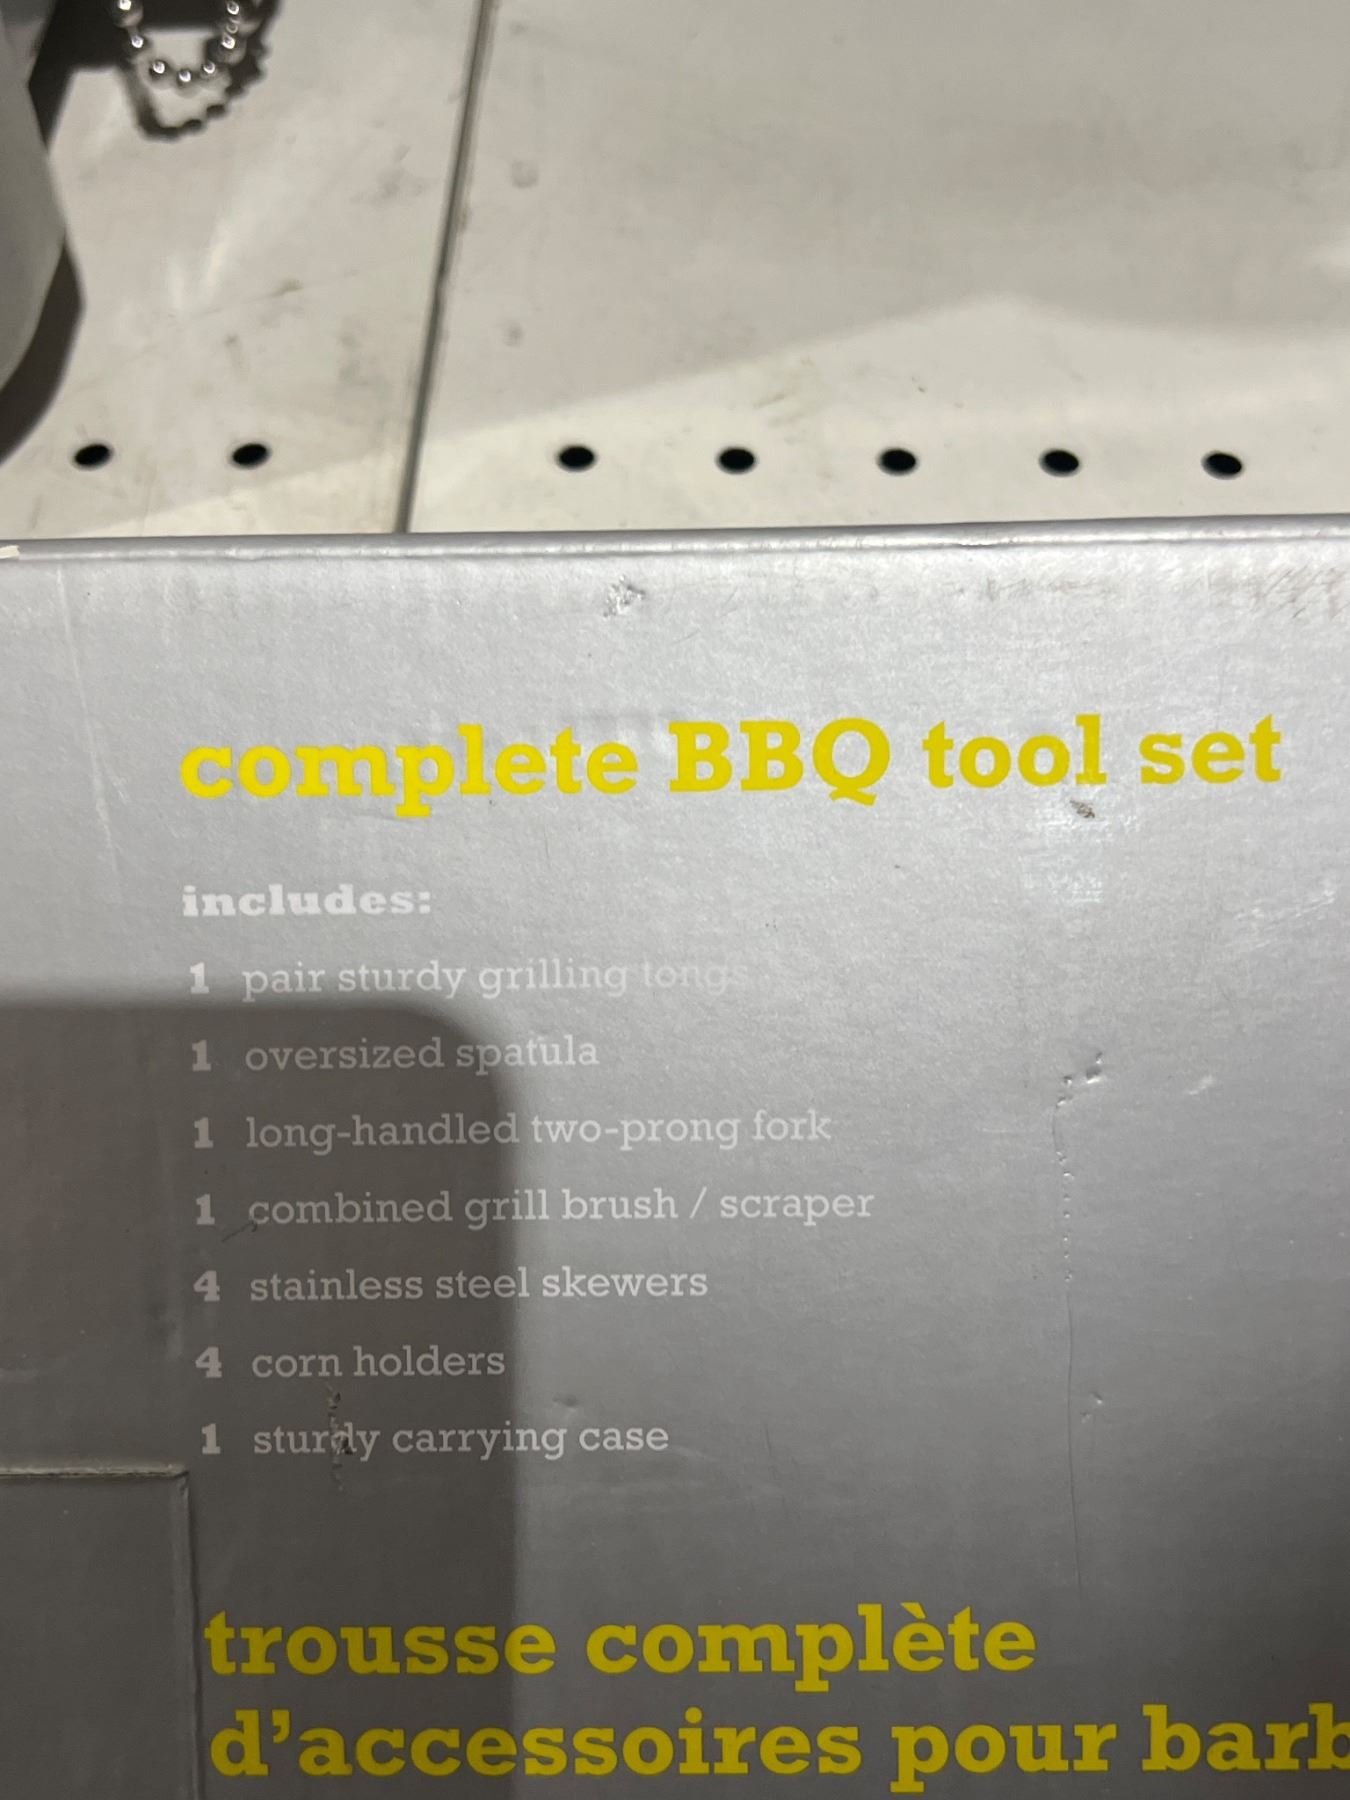 complete BBQ tool set
includes:
1 pair sturdy grilling tongs
1 oversized spatula
1 long-handled two-prong fork
1 combined grill brush / scraper
4 stainless steel skewers
4 corn holders
1 sturdy carrying case
trousse complète
d'accessoires pour barb